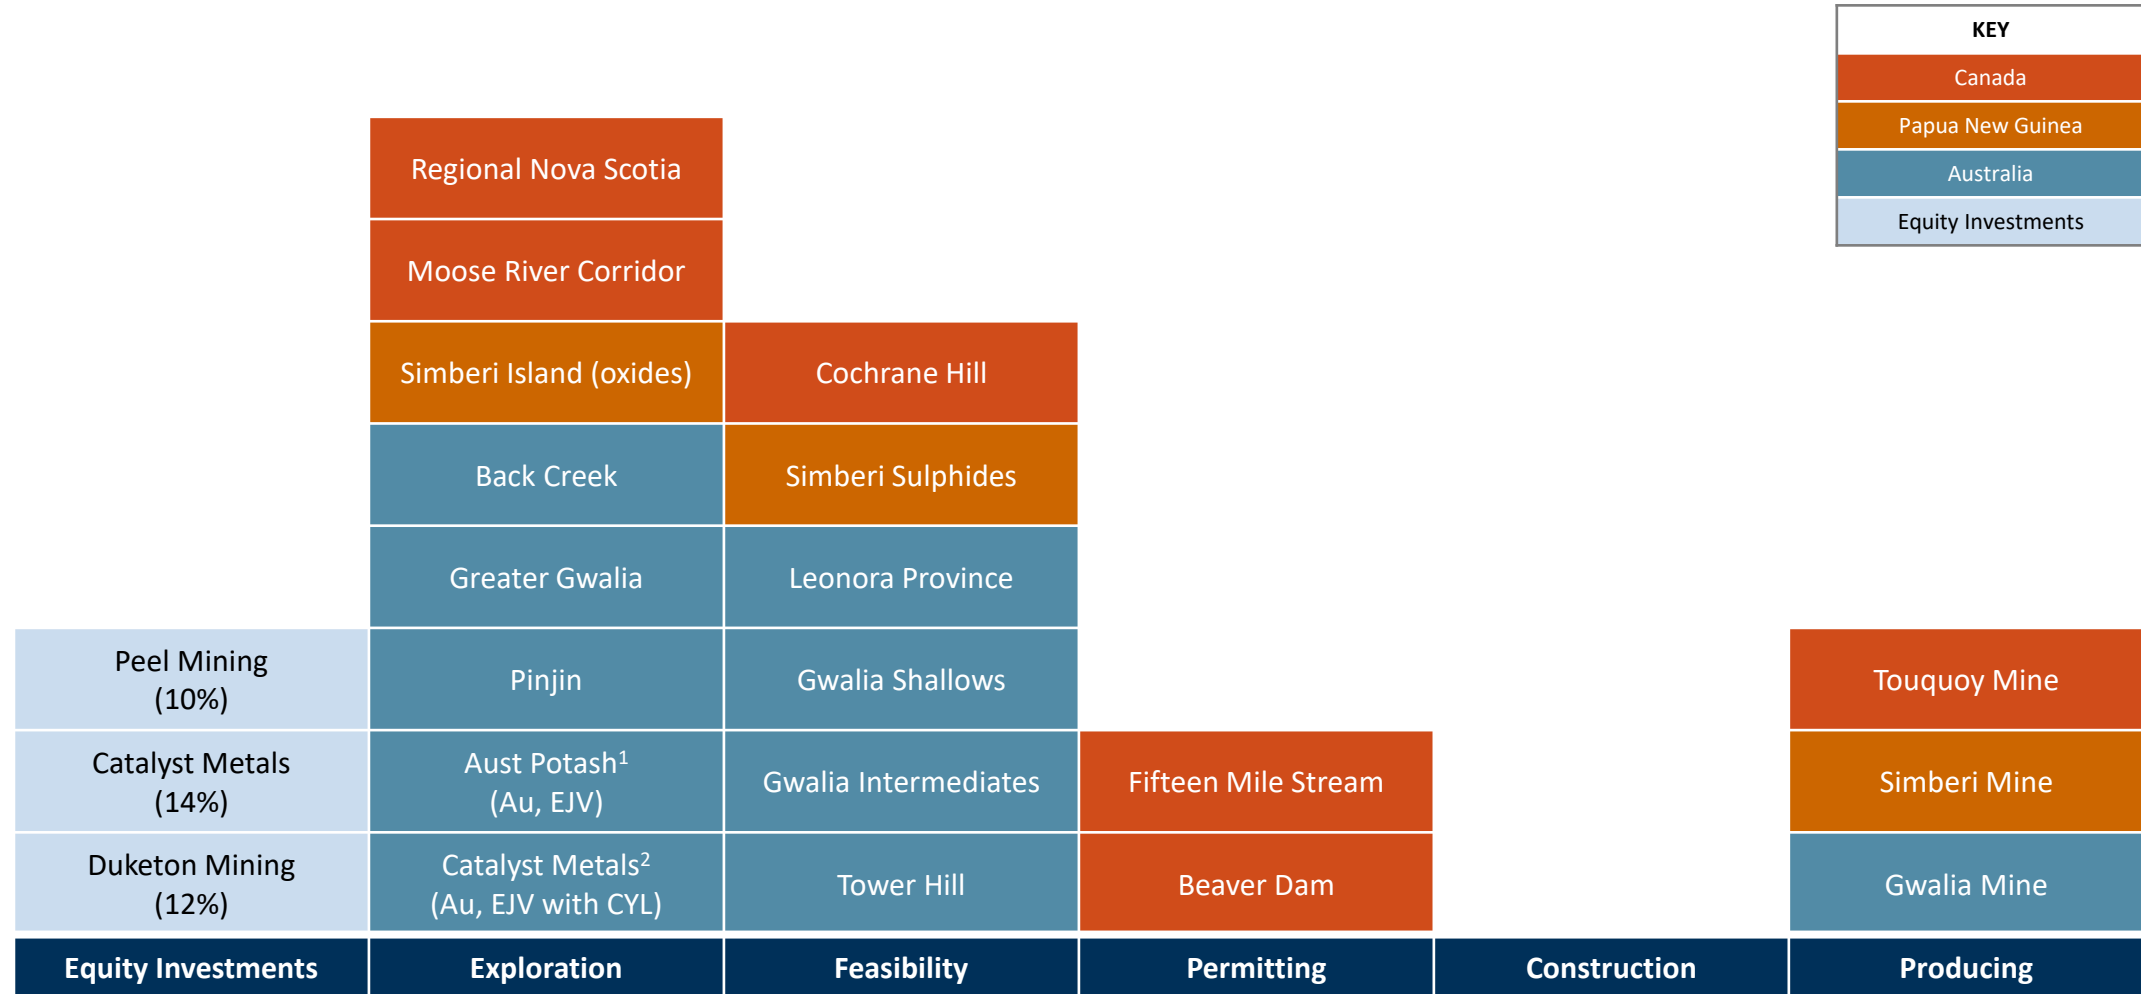 KEY
Canada
Papua New Guinea
Australia
Equity Investments
Regional Nova Scotia
Moose River Corridor
Simberi Island (oxides)
Cochrane Hill
Back Creek
Simberi Sulphides
Greater Gwalia
Leonora Province
Peel Mining
(10%)
Pinjin
Gwalia Shallows
Touquoy Mine
Catalyst Metals
(14%)
Aust Potash¹
(Au, EJV)
Gwalia Intermediates
Fifteen Mile Stream
Simberi Mine
Duketon Mining
(12%)
Catalyst Metals²
(Au, EJV with CYL)
Tower Hill
Beaver Dam
Gwalia Mine
Equity Investments
Exploration
Feasibility
Permitting
Construction
Producing